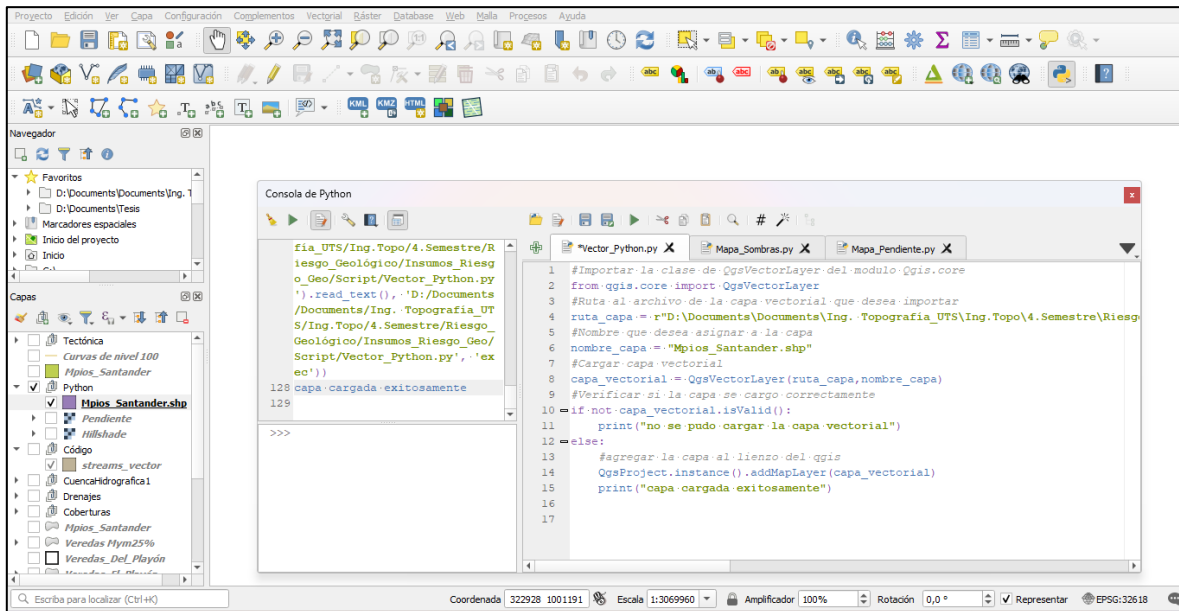 Proyecto Edición Ver Capa Configuración Complementos Vectorial Ráster Database Web Malla Procesos Ayuda
KML KMZ HTML
Navegador
Favoritos
D:\Documents\Documents\Ing. T
D:\Documents\Tesis
Marcadores espaciales
Inicio del proyecto
Inicio
Capas
Tectónica
Curvas de nivel 100
Mpios_Santander
Python
Mpios_Santander.shp
Pendiente
Hillshade
Código
streams_vector
CuencaHidrografica1
Drenajes
Coberturas
Mpios_Santander
Veredas Mym25%
Veredas_Del_Playón
Consola de Python
fia_UTS/Ing.Topo/4.Semestre/R
iesgo_Geológico/Insumos_Riesg
o_Geo/Script/Vector_Python.py
').read_text(), 'D:/Documents
/Documents/Ing. Topografia_UT
S/Ing.Topo/4.Semestre/Riesgo_
Geológico/Insumos_Riesgo_Geo/
Script/Vector_Python.py', 'ex
ec'))
128 capa cargada exitosamente
129
>>>
*Vector_Python.py Mapa_Sombras.py Mapa_Pendiente.py
1 #Importar la clase de QgsVectorLayer del modulo Qgis.core
2 from qgis.core import QgsVectorLayer
3 #Ruta al archivo de la capa vectorial que desea importar
4 ruta_capa = r"D:\Documents\Documents\Ing. Topografia_UTS\Ing.Topo\4.Semestre\Riesg
5 #Nombre que desea asignar a la capa
6 nombre_capa = "Mpios_Santander.shp"
7 #Cargar capa vectorial
8 capa_vectorial = QgsVectorLayer(ruta_capa,nombre_capa)
9 #Verificar si la capa se cargo correctamente
10 if not capa_vectorial.isValid():
11 print("no se pudo cargar la capa vectorial")
12 else:
13 #agregar la capa al lienzo del qgis
14 QgsProject.instance().addMapLayer(capa_vectorial)
15 print("capa cargada exitosamente")
16
17
Escriba para localizar (Ctrl+K) Coordenada 322928 1001191 Escala 1:3069960 Amplificador 100% Rotación 0,0 ° Representar EPSG:32618